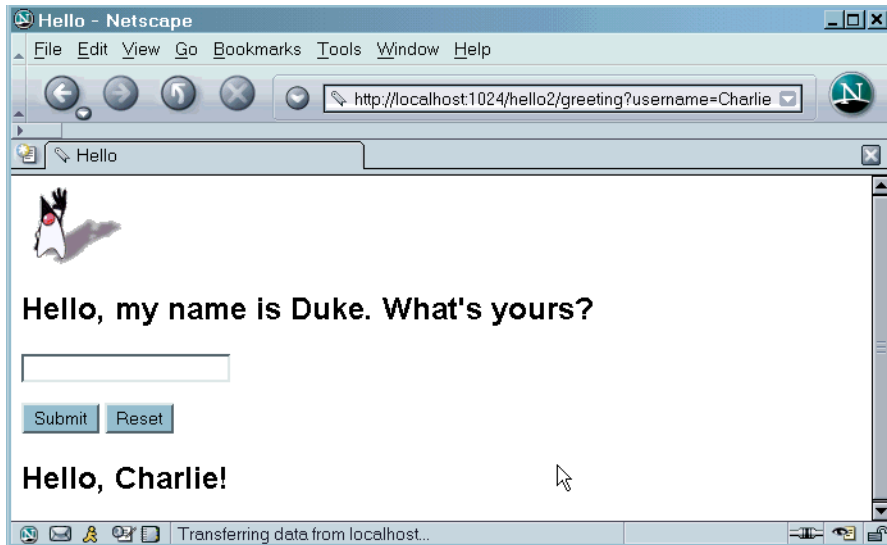 Hello - Netscape
File Edit View Go Bookmarks Tools Window Help
http://localhost:1024/hello2/greeting?username=Charlie
N
Hello
Hello, my name is Duke. What's yours?
Submit Reset
Hello, Charlie!
Transferring data from localhost...